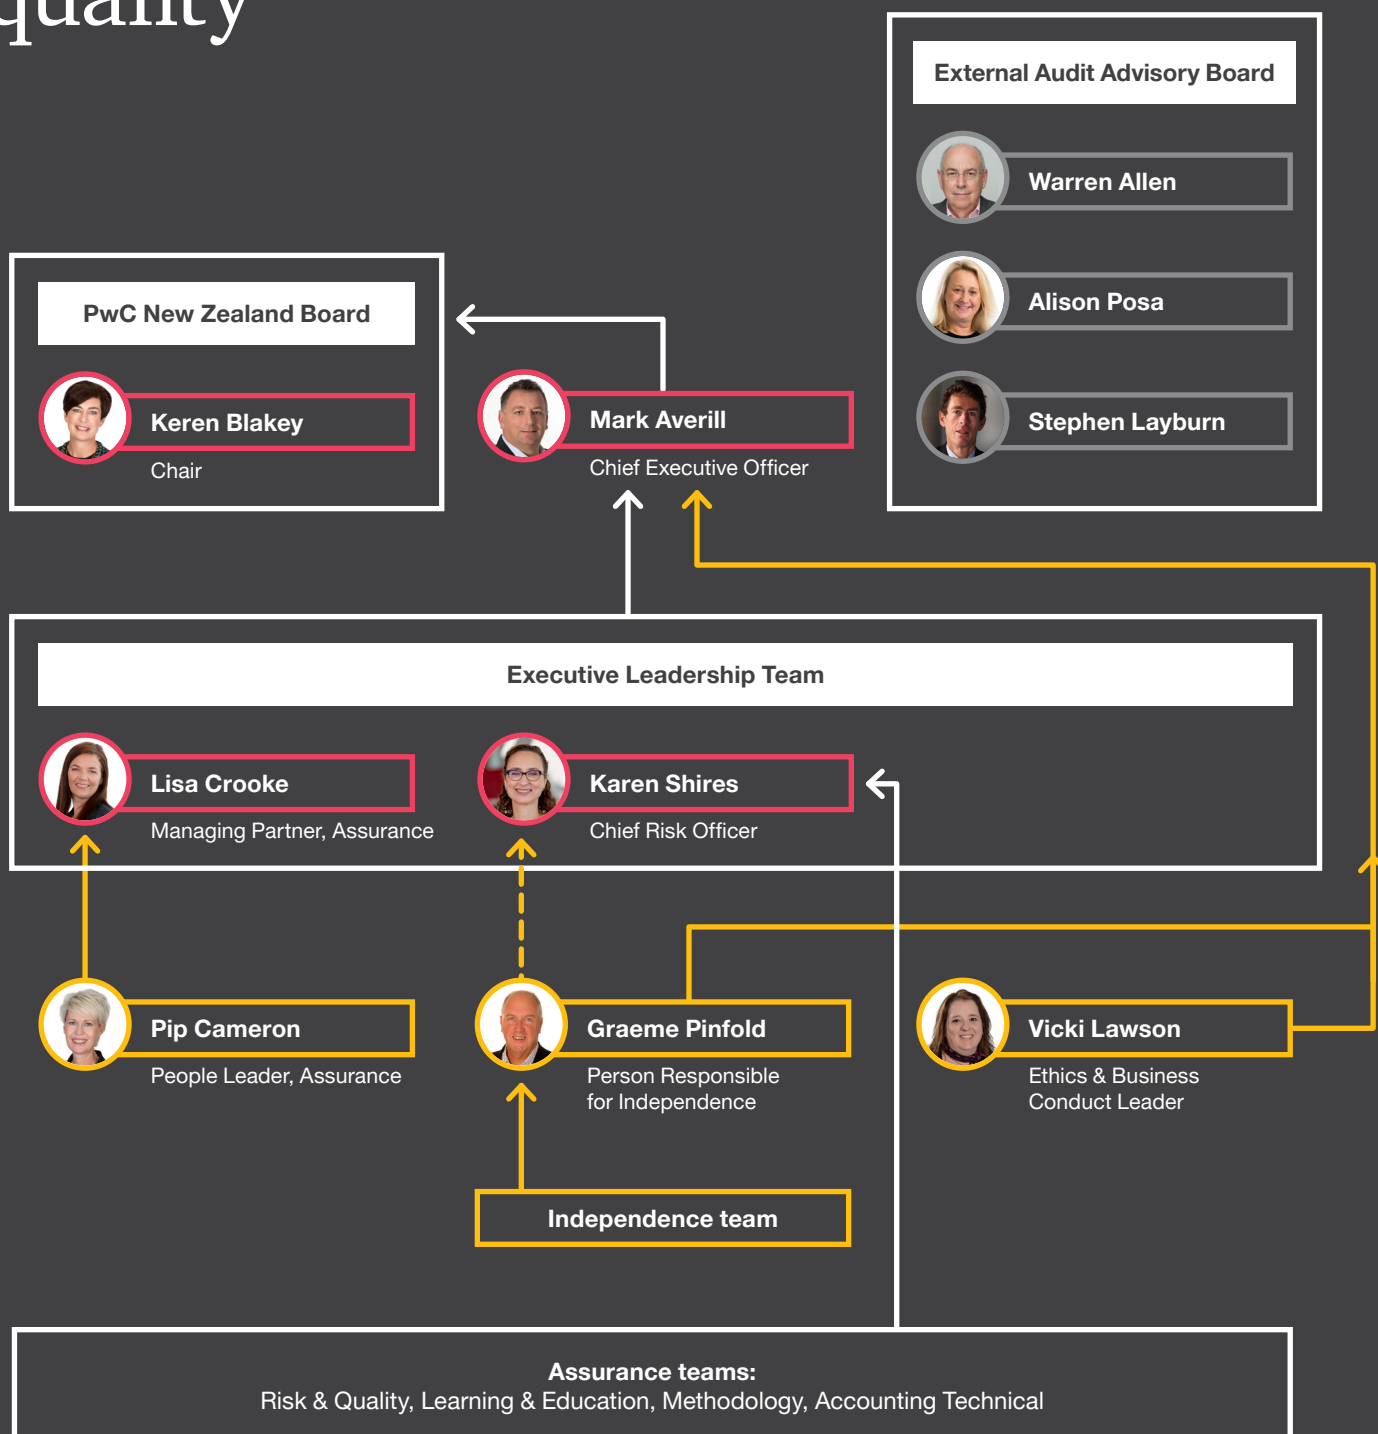 quality
External Audit Advisory Board
Warren Allen
Alison Posa
Stephen Layburn
PwC New Zealand Board
Keren Blakey
Chair
Mark Averill
Chief Executive Officer
Executive Leadership Team
Lisa Crooke
Managing Partner, Assurance
Karen Shires
Chief Risk Officer
Pip Cameron
People Leader, Assurance
Graeme Pinfold
Person Responsible
for Independence
Vicki Lawson
Ethics & Business
Conduct Leader
Independence team
Assurance teams:
Risk & Quality, Learning & Education, Methodology, Accounting Technical